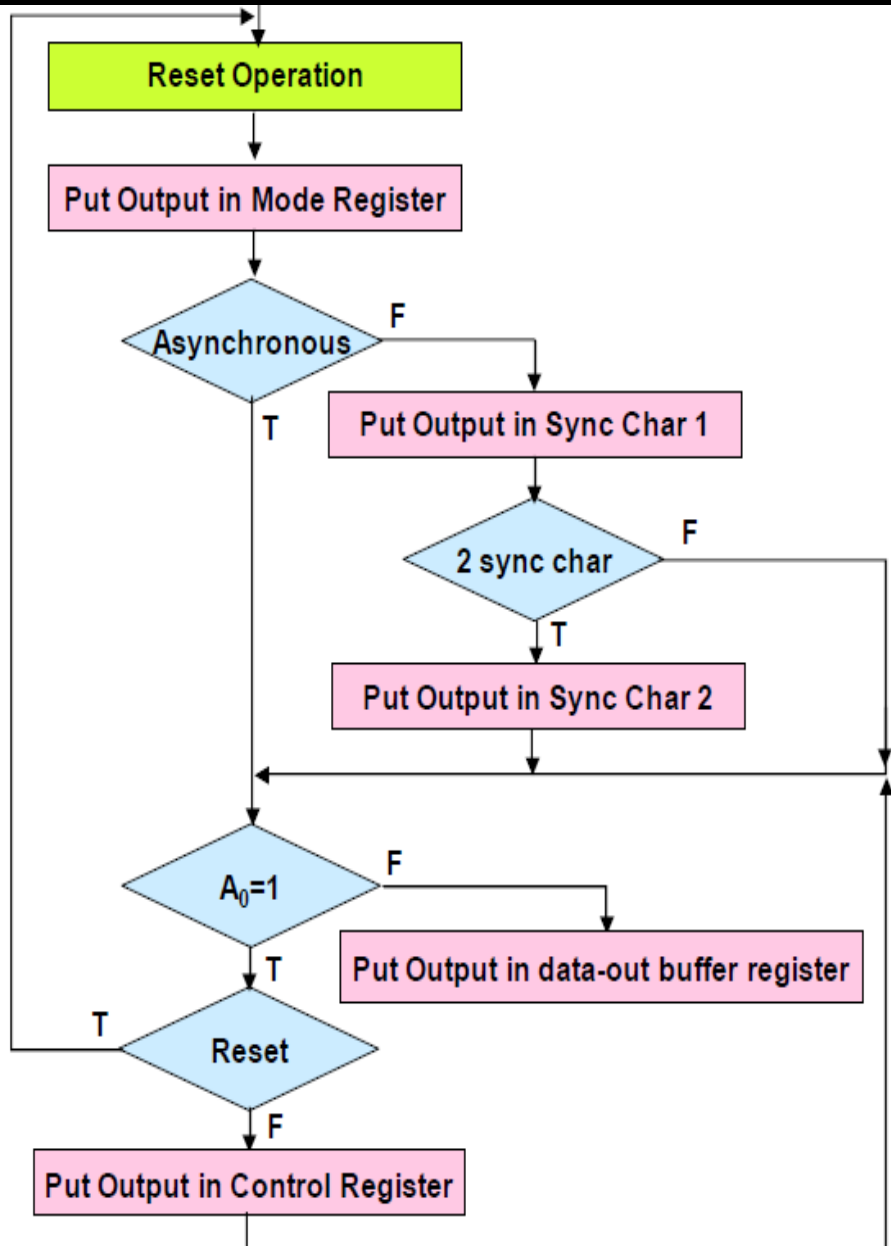 Reset Operation
Put Output in Mode Register
Asynchronous
F
T
Put Output in Sync Char 1
2 sync char
F
T
Put Output in Sync Char 2
A₀=1
F
T
Put Output in data-out buffer register
Reset
T
F
Put Output in Control Register